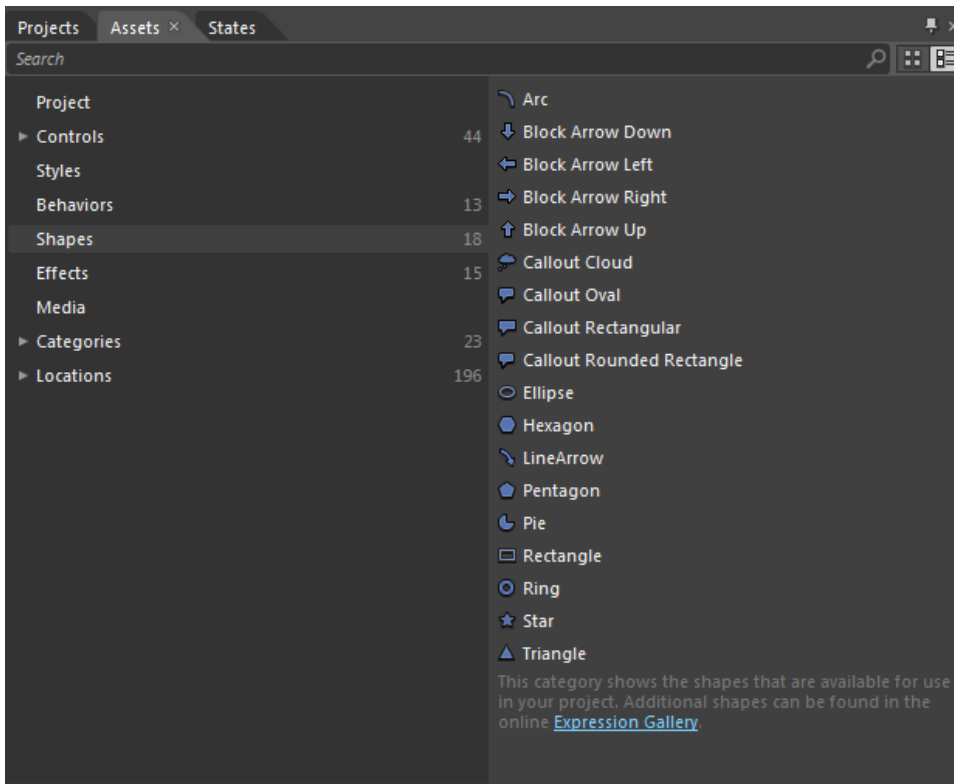 Projects Assets × States
Search
Project
Controls 44
Styles
Behaviors 13
Shapes 18
Effects 15
Media
Categories 23
Locations 196
Arc
Block Arrow Down
Block Arrow Left
Block Arrow Right
Block Arrow Up
Callout Cloud
Callout Oval
Callout Rectangular
Callout Rounded Rectangle
Ellipse
Hexagon
LineArrow
Pentagon
Pie
Rectangle
Ring
Star
Triangle
This category shows the shapes that are available for use
in your project. Additional shapes can be found in the
online Expression Gallery.